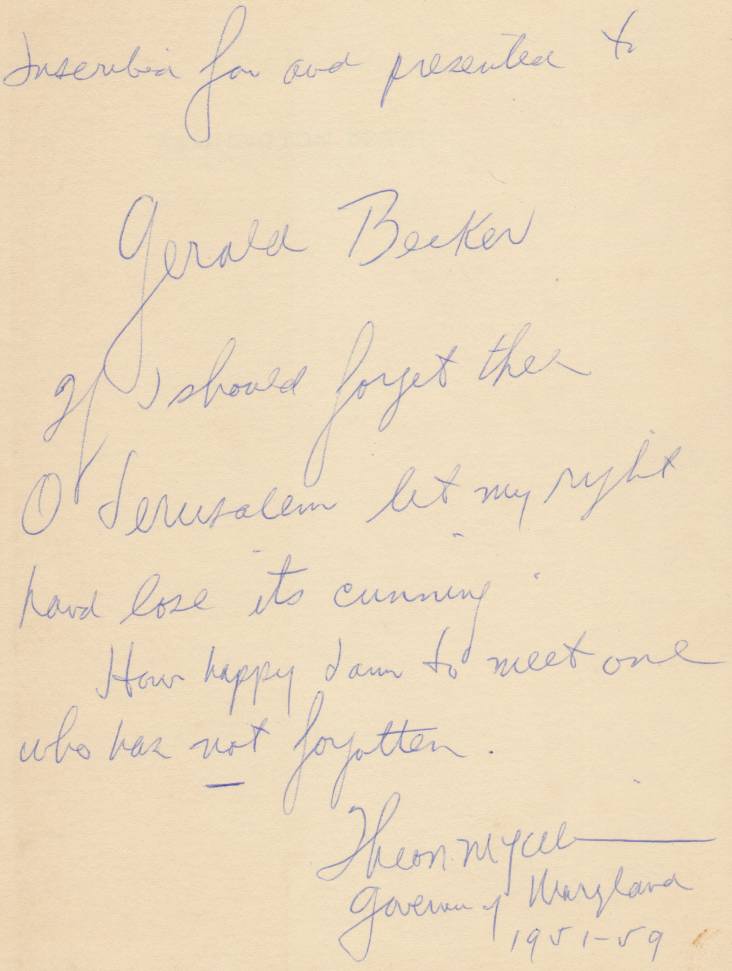 Inscribed for and presented to
Gerald Becker
If I should forget thee
O Jerusalem let my right
hand lose its cunning.
How happy I am to meet one
who has not forgotten.
Governor of Maryland
1951-59